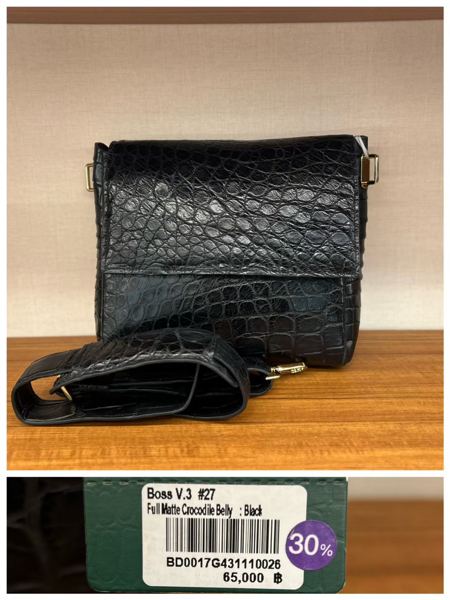 Boss V.3 #27
Full Matte Crocodile Belly : Black
BD0017G431110026
65,000 ฿
30%